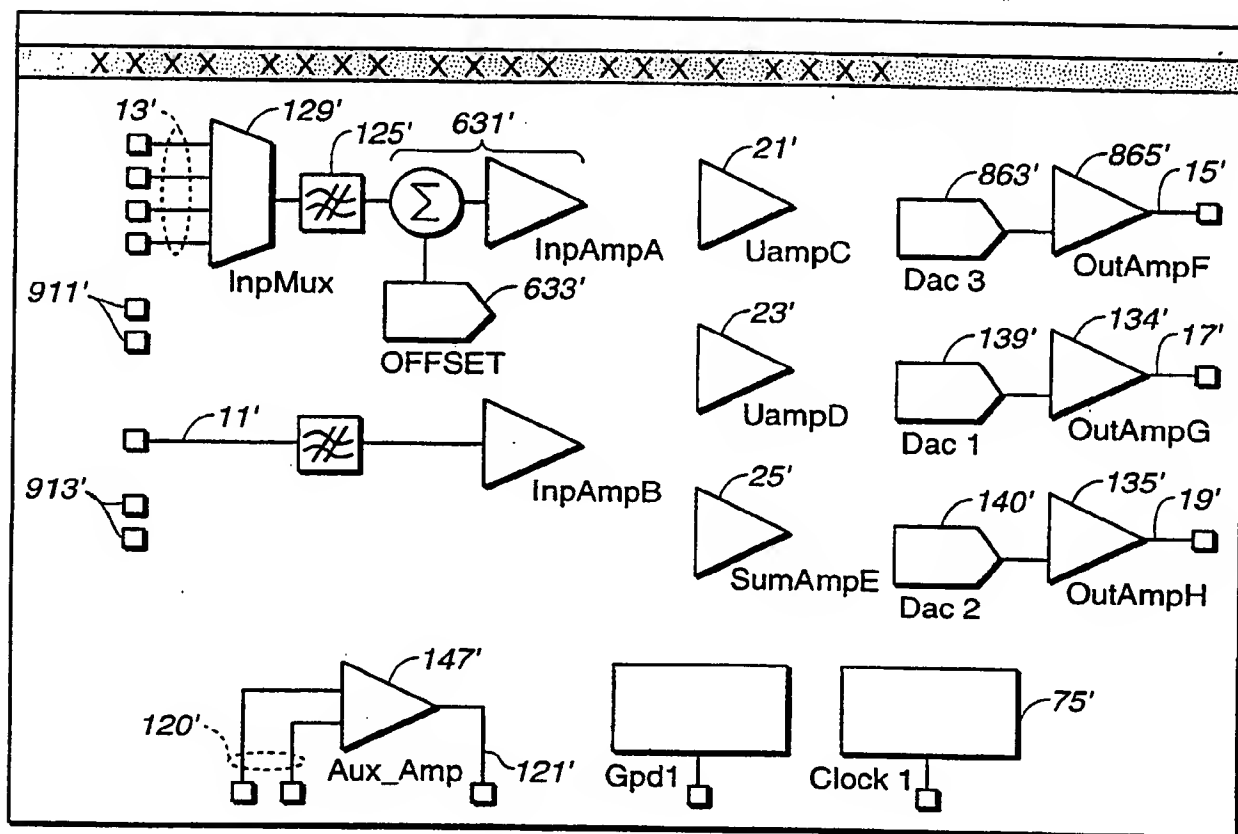 X X X X X X X X X X X X X X X X X X X X
13' 129' 125' 631' 21' 863' 865' 15'
Σ
InpMux InpAmpA UampC Dac 3 OutAmpF
911' 633' 23' 139' 134' 17'
OFFSET
11' UampD Dac 1 OutAmpG
913' InpAmpB 25' 140' 135' 19'
SumAmpE Dac 2 OutAmpH
147' 75'
120' Aux_Amp 121' Gpd1 Clock 1